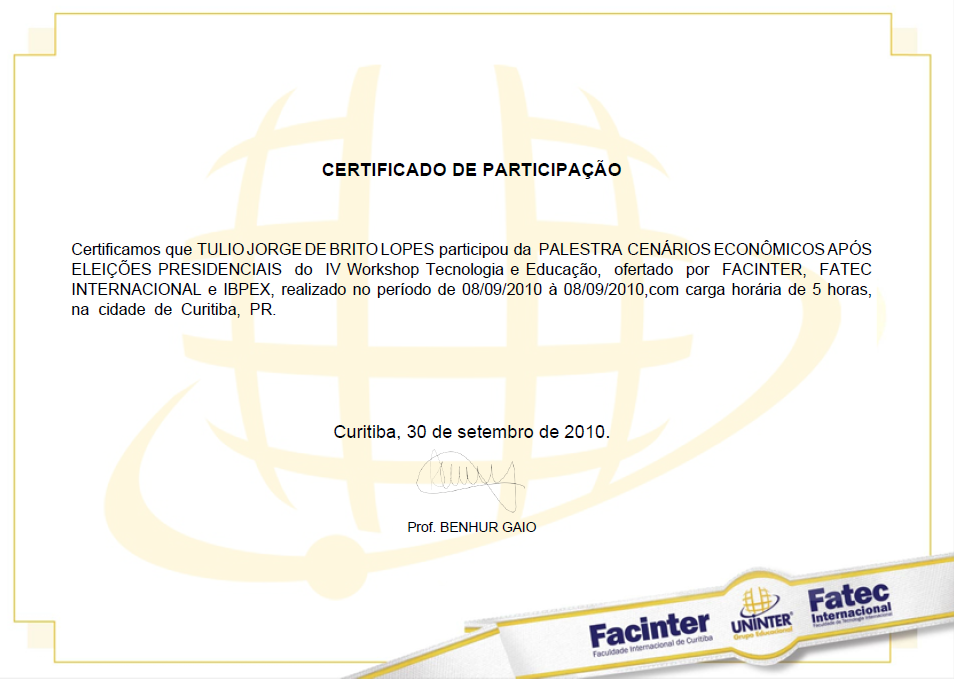 CERTIFICADO DE PARTICIPAÇÃO
Certificamos que TULIO JORGE DE BRITO LOPES participou da PALESTRA CENÁRIOS ECONÔMICOS APÓS
ELEIÇÕES PRESIDENCIAIS do IV Workshop Tecnologia e Educação, ofertado por FACINTER, FATEC
INTERNACIONAL e IBPEX, realizado no período de 08/09/2010 à 08/09/2010,com carga horária de 5 horas,
na cidade de Curitiba, PR.
Curitiba, 30 de setembro de 2010.
Prof. BENHUR GAIO
Facinter
Faculdade Internacional de Curitiba
UNINTER®
Grupo Educacional
Fatec
Internacional
Faculdade de Tecnologia Internacional